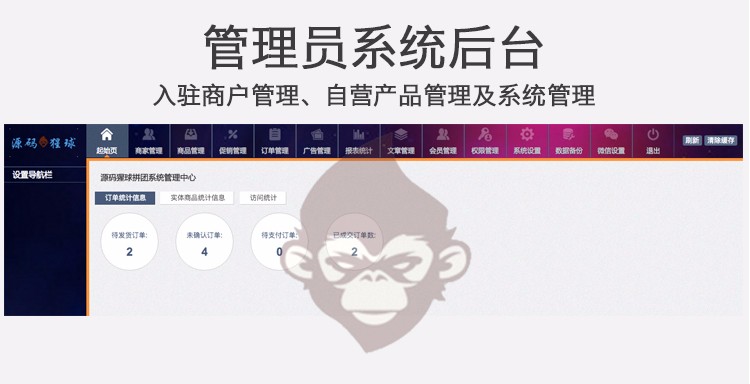 管理员系统后台
入驻商户管理、自营产品管理及系统管理
源码猩球
起始页 商家管理 商品管理 促销管理 订单管理 广告管理 报表统计 文章管理 会员管理 权限管理 系统设置 数据备份 微信设置 退出 刷新 清除缓存
设置导航栏
源码猩球拼团系统管理中心
订单统计信息 实体商品统计信息 访问统计
待发货订单: 未确认订单: 待支付订单: 已成交订单数:
2 4 0 2